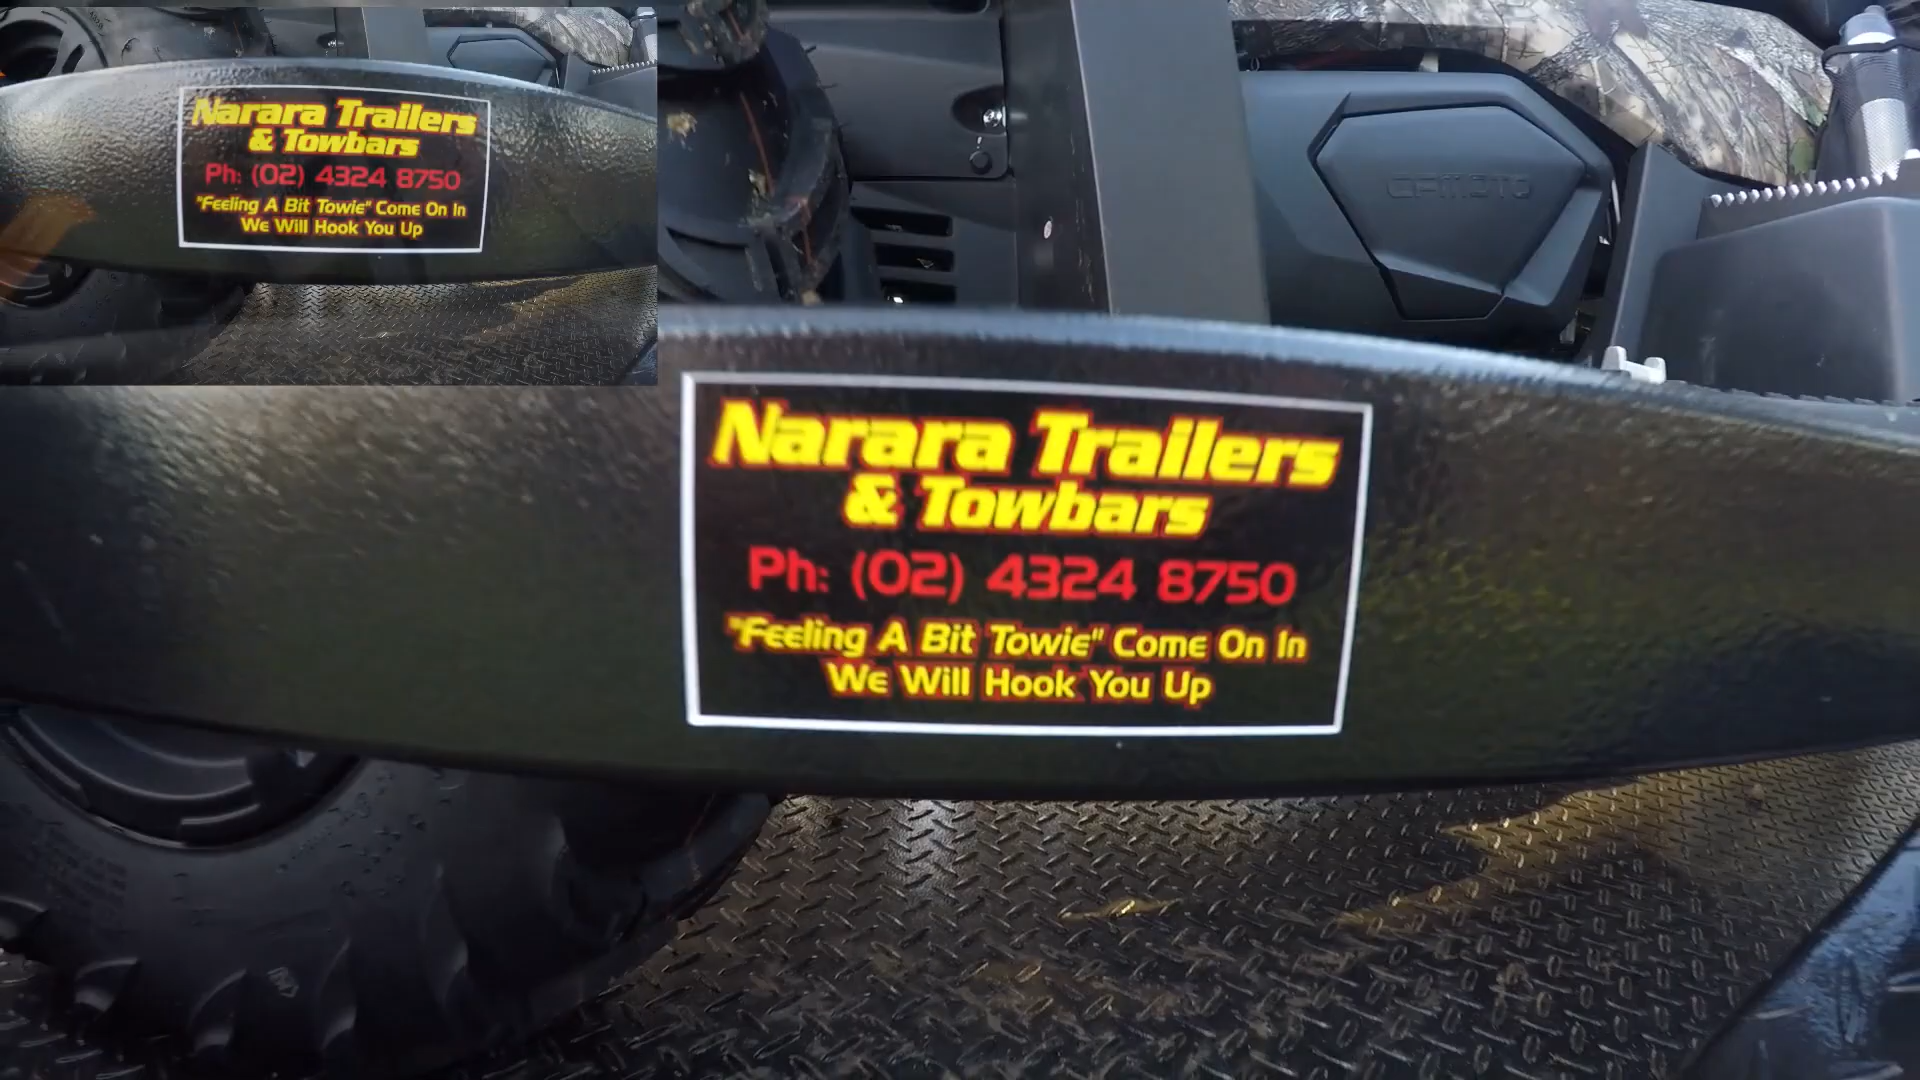 Narara Trailers
& Towbars
Ph: (02) 4324 8750
"Feeling A Bit Towie" Come On In
We Will Hook You Up
CFMOTO
Narara Trailers
& Towbars
Ph: (02) 4324 8750
"Feeling A Bit Towie" Come On In
We Will Hook You Up